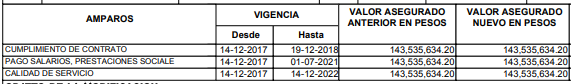 AMPAROS VIGENCIA VALOR ASEGURADO ANTERIOR EN PESOS VALOR ASEGURADO NUEVO EN PESOS
Desde Hasta
CUMPLIMIENTO DE CONTRATO 14-12-2017 19-12-2018 143,535,634.20 143,535,634.20
PAGO SALARIOS, PRESTACIONES SOCIALE 14-12-2017 01-07-2021 143,535,634.20 143,535,634.20
CALIDAD DE SERVICIO 14-12-2017 14-12-2022 143,535,634.20 143,535,634.20